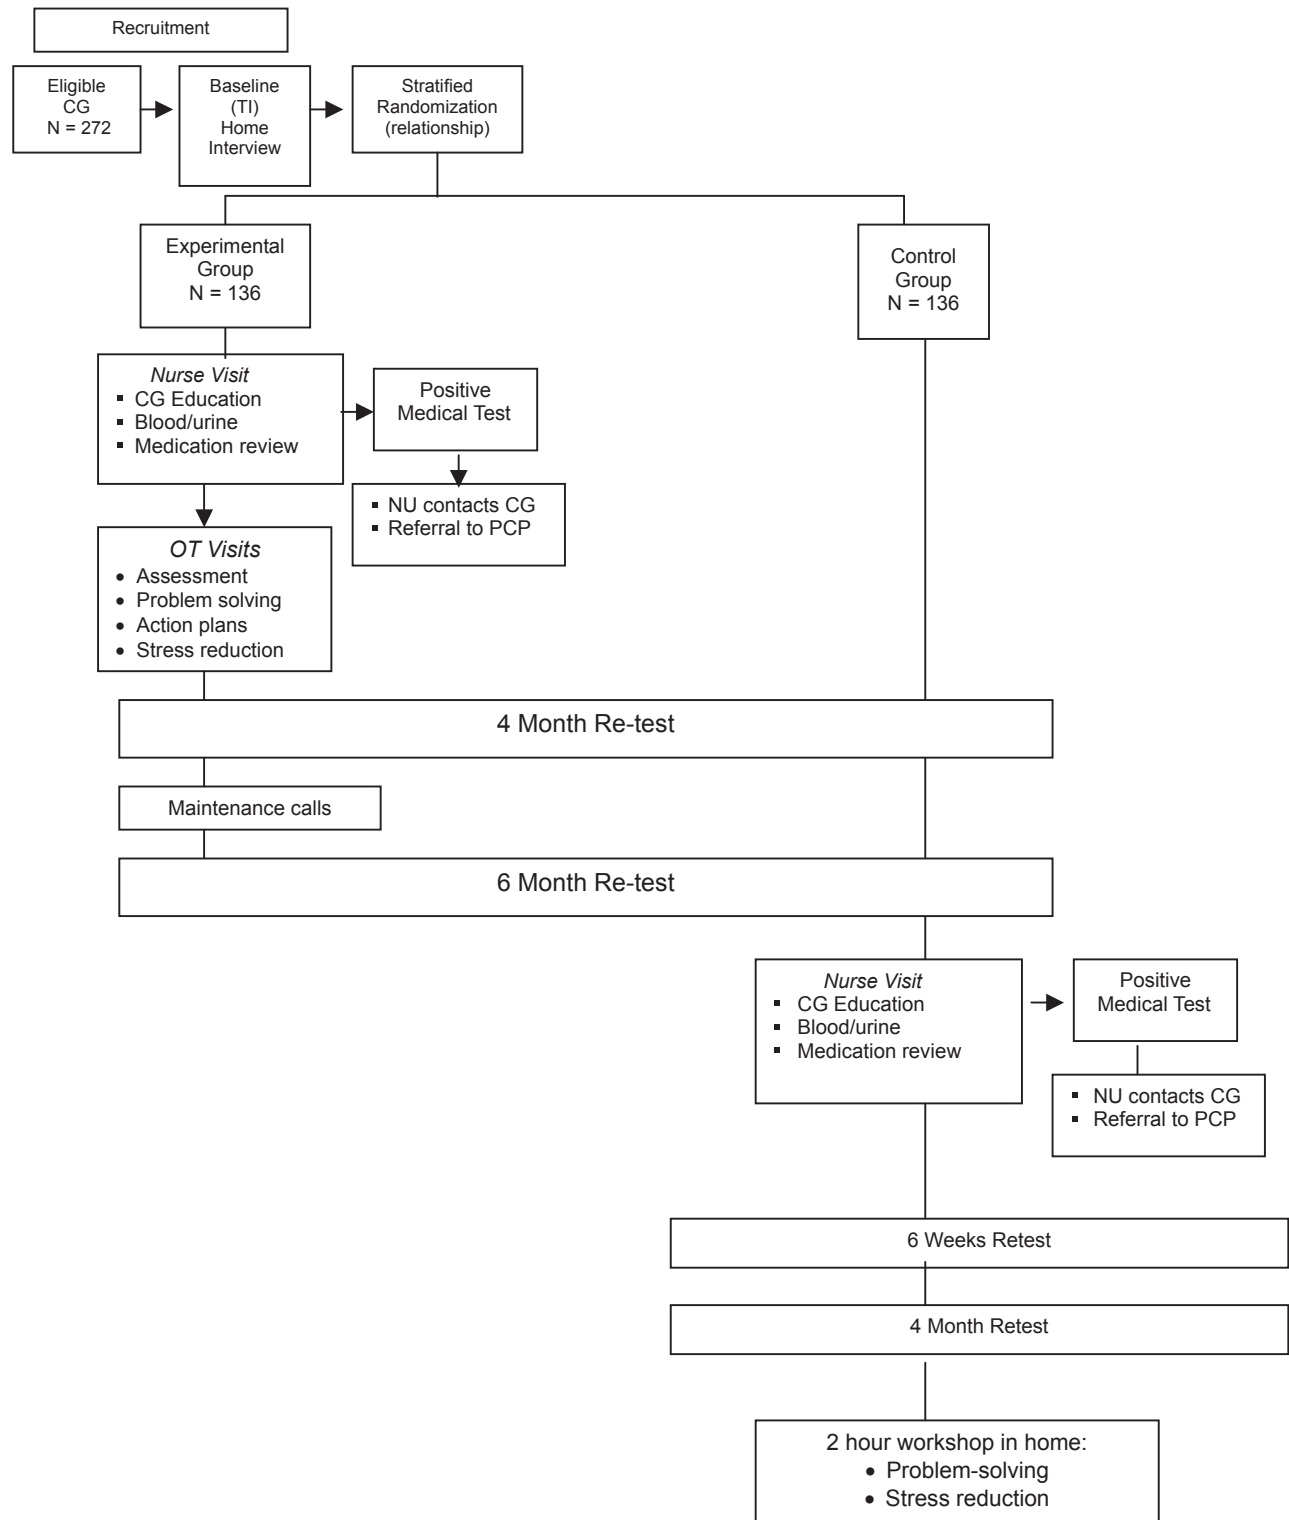 Recruitment
Eligible
CG
N = 272
Baseline
(TI)
Home
Interview
Stratified
Randomization
(relationship)
Experimental
Group
N = 136
Control
Group
N = 136
Nurse Visit
▪ CG Education
▪ Blood/urine
▪ Medication review
Positive
Medical Test
▪ NU contacts CG
▪ Referral to PCP
OT Visits
• Assessment
• Problem solving
• Action plans
• Stress reduction
4 Month Re-test
Maintenance calls
6 Month Re-test
Nurse Visit
▪ CG Education
▪ Blood/urine
▪ Medication review
Positive
Medical Test
▪ NU contacts CG
▪ Referral to PCP
6 Weeks Retest
4 Month Retest
2 hour workshop in home:
• Problem-solving
• Stress reduction